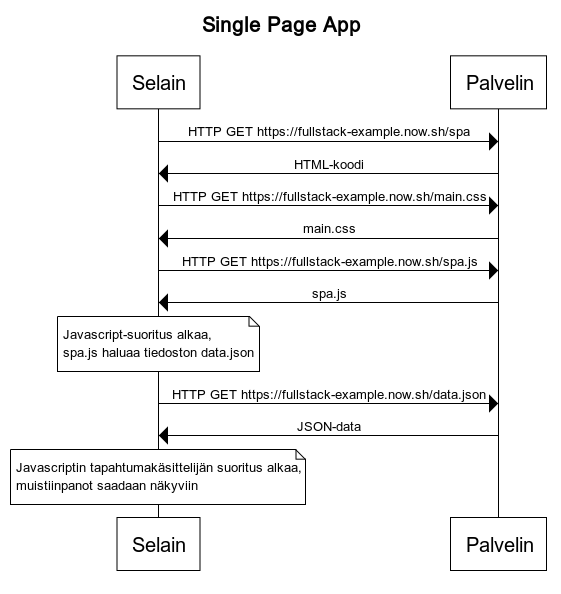 Single Page App
Selain
Palvelin
HTTP GET https://fullstack-example.now.sh/spa
HTML-koodi
HTTP GET https://fullstack-example.now.sh/main.css
main.css
HTTP GET https://fullstack-example.now.sh/spa.js
spa.js
Javascript-suoritus alkaa,
spa.js haluaa tiedoston data.json
HTTP GET https://fullstack-example.now.sh/data.json
JSON-data
Javascriptin tapahtumakäsittelijän suoritus alkaa,
muistiinpanot saadaan näkyviin
Selain
Palvelin